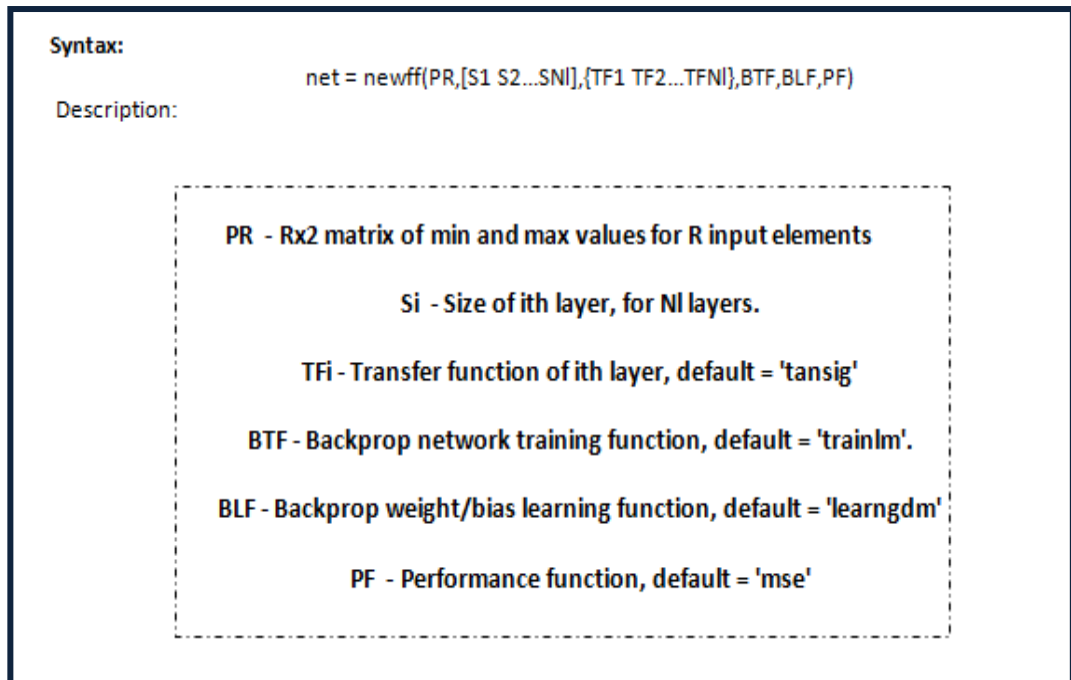 Syntax:
net = newff(PR,[S1 S2...SNl],{TF1 TF2...TFNl},BTF,BLF,PF)
Description:
PR - Rx2 matrix of min and max values for R input elements
Si - Size of ith layer, for Nl layers.
TFi - Transfer function of ith layer, default = 'tansig'
BTF - Backprop network training function, default = 'trainlm'.
BLF - Backprop weight/bias learning function, default = 'learngdm'
PF - Performance function, default = 'mse'